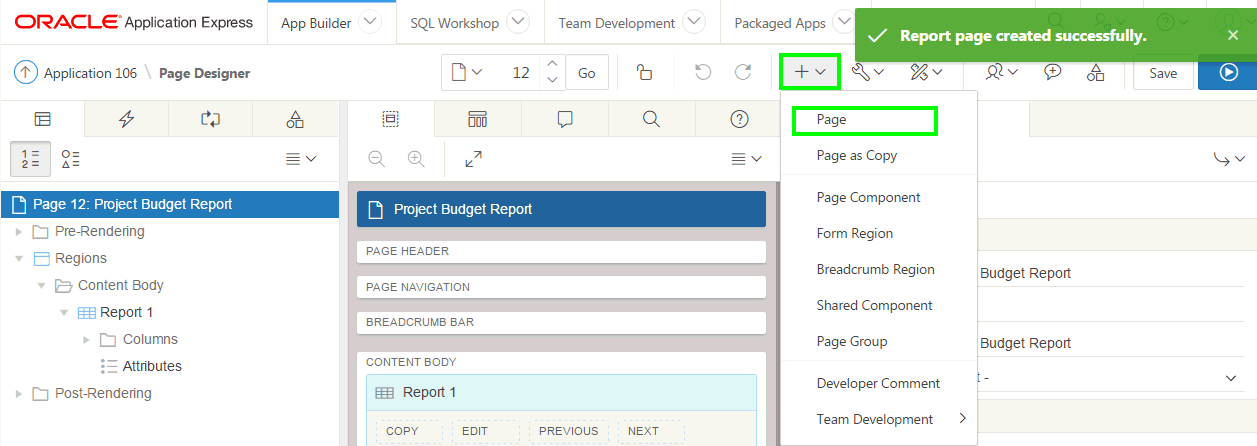 ORACLE Application Express
App Builder
SQL Workshop
Team Development
Packaged Apps
Report page created successfully.
Application 106 \ Page Designer
12
Go
Save
1
2
Page 12: Project Budget Report
Pre-Rendering
Regions
Content Body
Report 1
Columns
Attributes
Post-Rendering
Project Budget Report
PAGE HEADER
PAGE NAVIGATION
BREADCRUMB BAR
CONTENT BODY
Report 1
COPY
EDIT
PREVIOUS
NEXT
Page
Page as Copy
Page Component
Form Region
Breadcrumb Region
Shared Component
Page Group
Developer Comment
Team Development
Budget Report
Budget Report